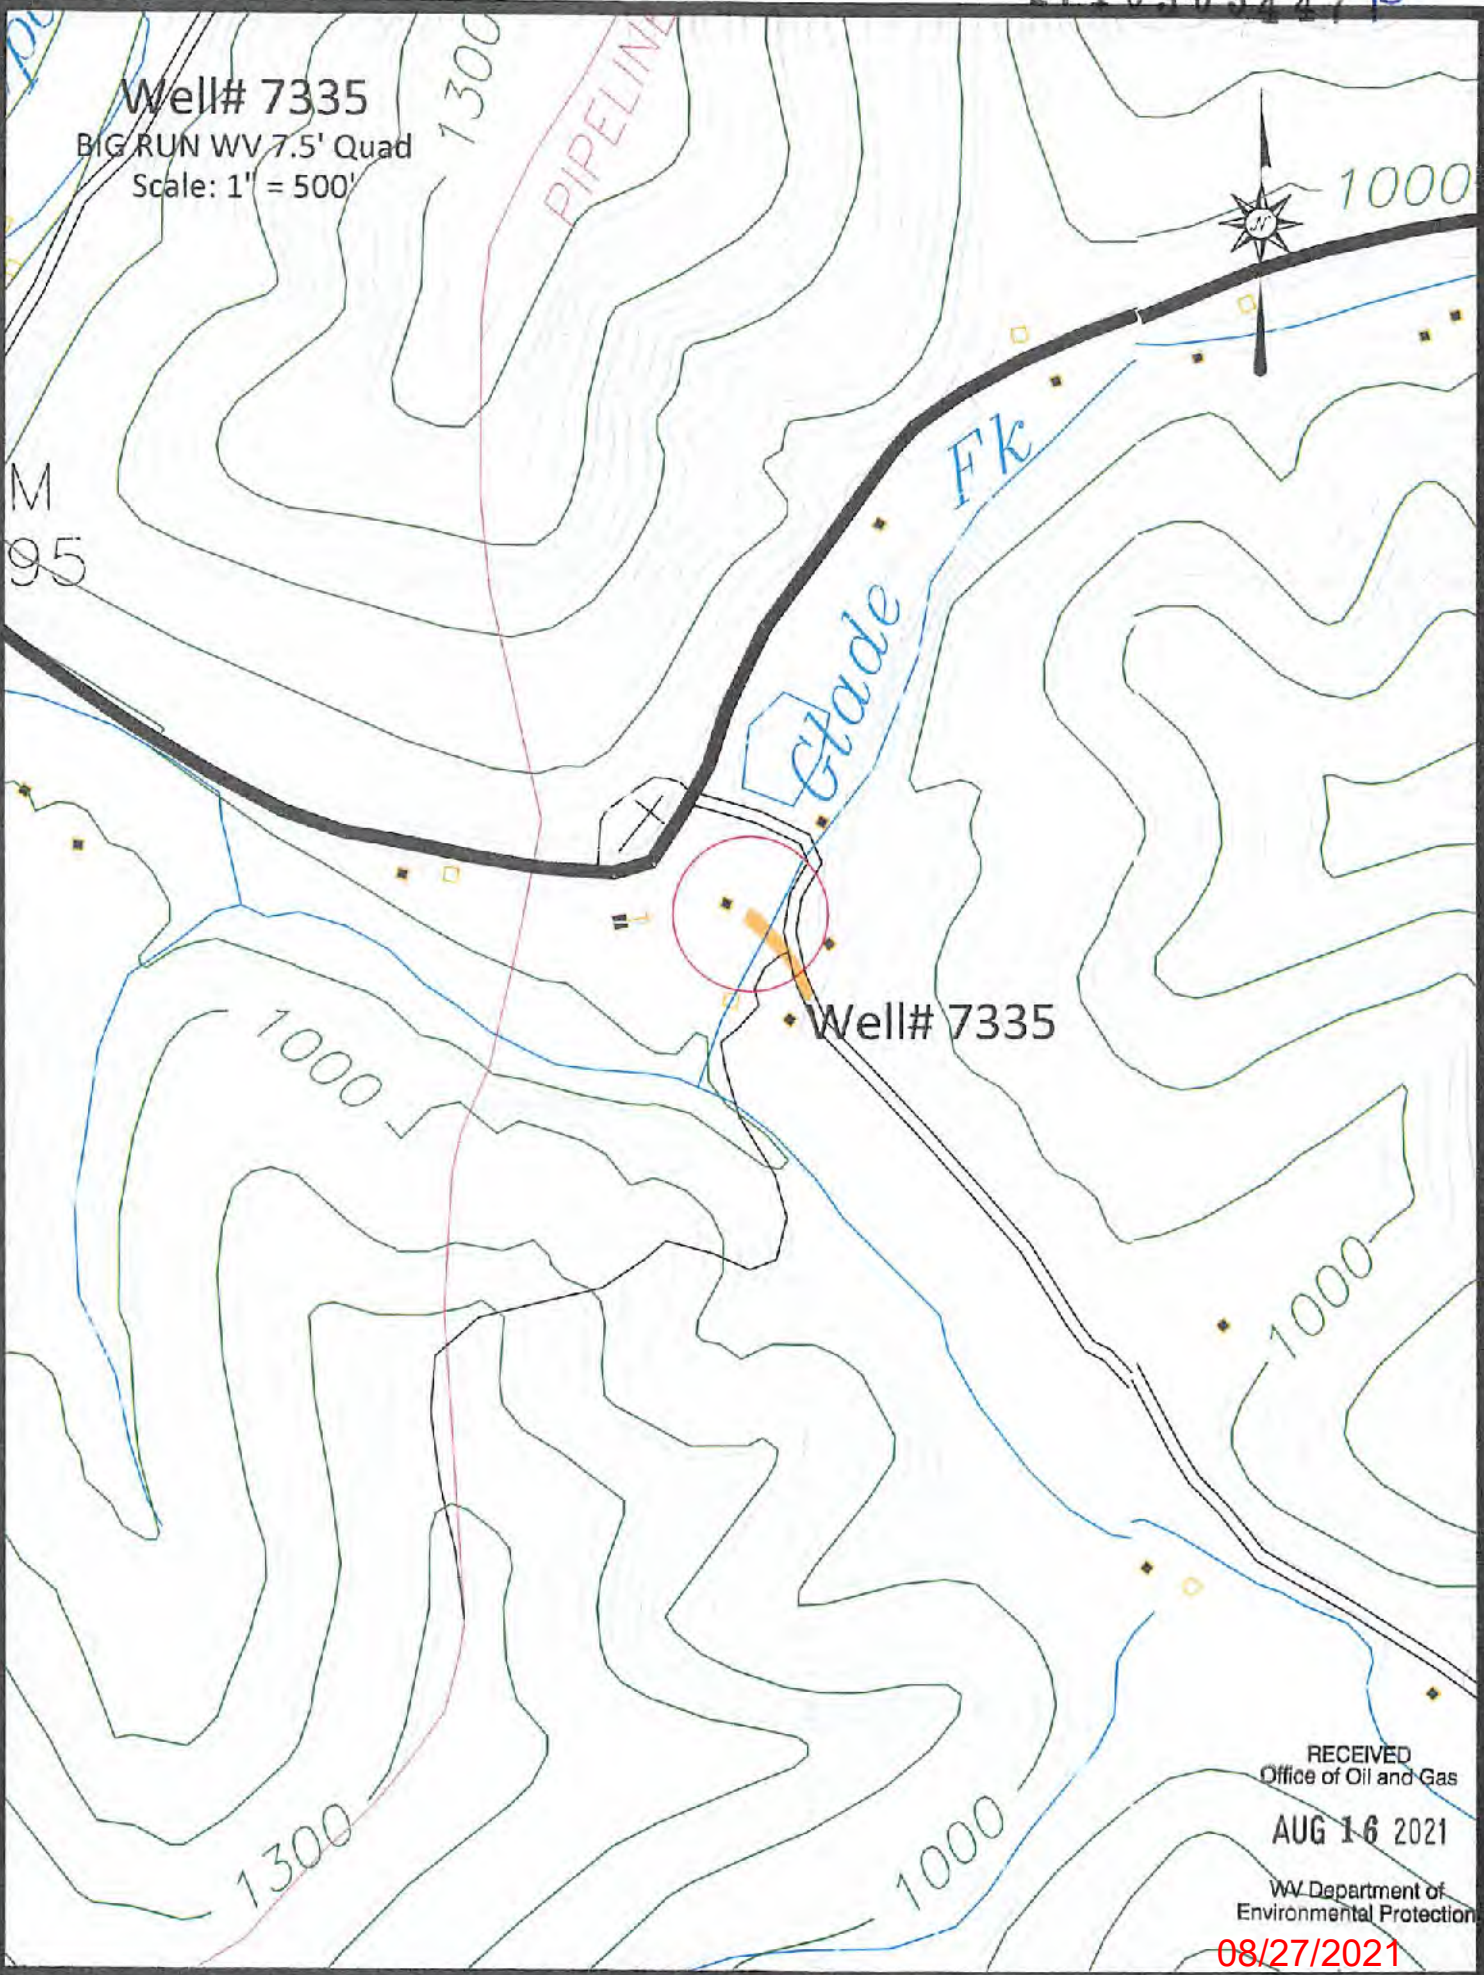 Well# 7335
BIG RUN WV 7.5' Quad
Scale: 1" = 500'
1300
PIPELINE
N
1000
M
95
Glade Fk
Well# 7335
1000
1000
1300
1000
RECEIVED
Office of Oil and Gas
AUG 16 2021
WV Department of
Environmental Protection
08/27/2021